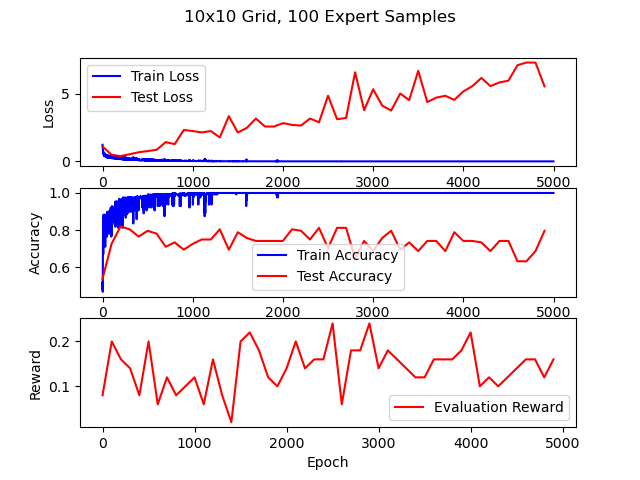 10x10 Grid, 100 Expert Samples
Loss
5
0
Train Loss
Test Loss
0 1000 2000 3000 4000 5000
Accuracy
1.0
0.8
0.6
Train Accuracy
Test Accuracy
0 1000 2000 3000 4000 5000
Reward
0.2
0.1
Evaluation Reward
0 1000 2000 3000 4000 5000
Epoch